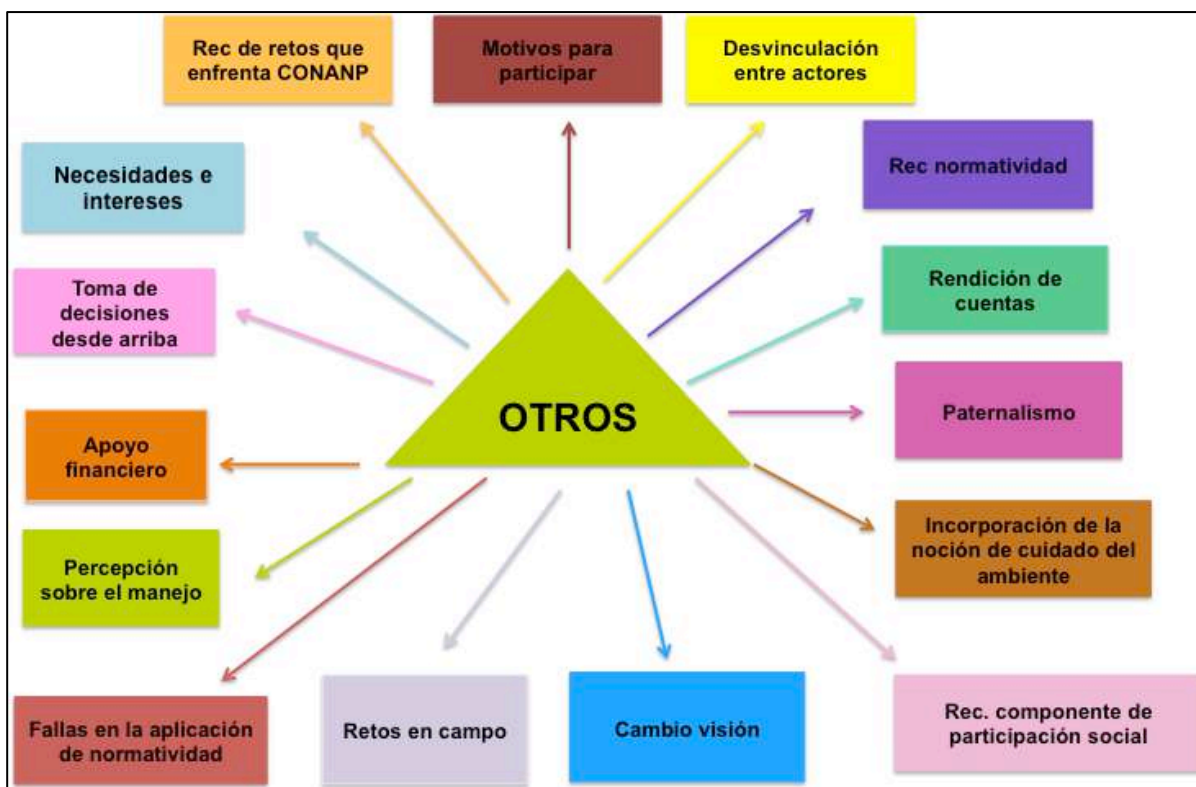 Rec de retos que
enfrenta CONANP
Motivos para
participar
Desvinculación
entre actores
Necesidades e
intereses
Rec normatividad
Toma de
decisiones
desde arriba
Rendición de
cuentas
OTROS
Paternalismo
Apoyo
financiero
Incorporación de la
noción de cuidado del
ambiente
Percepción
sobre el manejo
Fallas en la aplicación
de normatividad
Retos en campo
Cambio visión
Rec. componente de
participación social